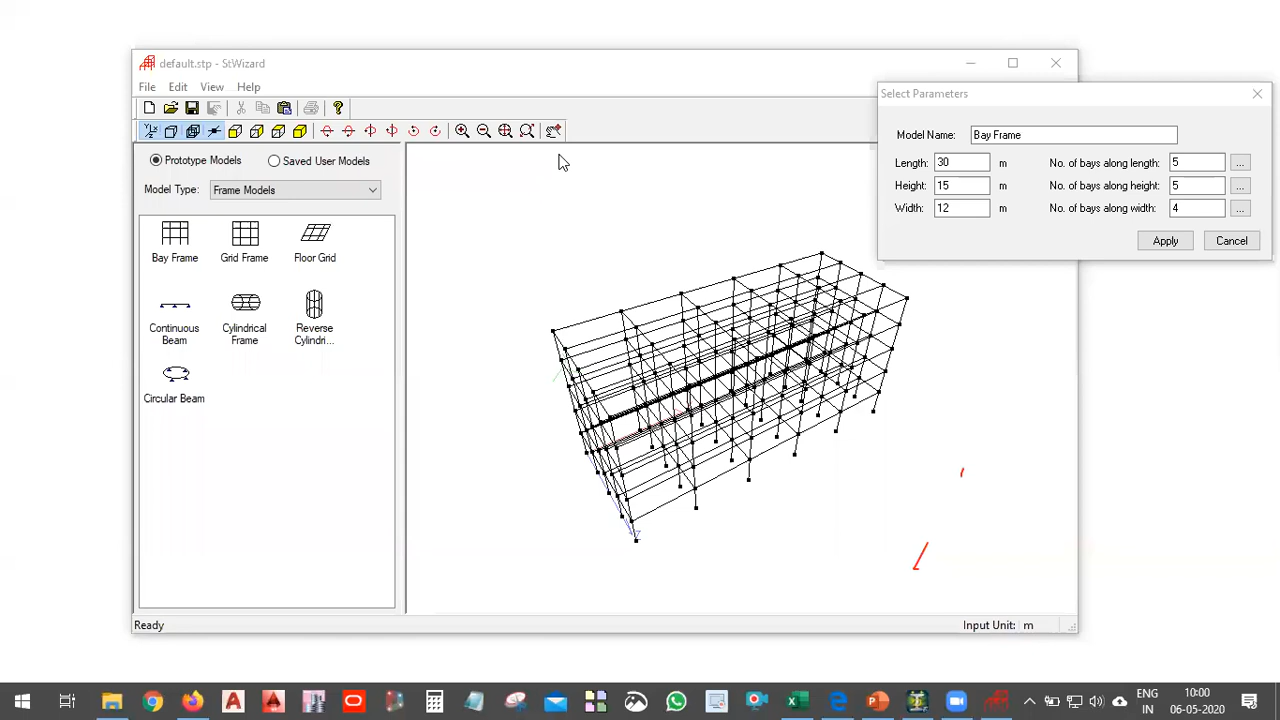 default.stp - StWizard
File Edit View Help
Select Parameters
Model Name: Bay Frame
Length: 30 m No. of bays along length: 5 ...
Height: 15 m No. of bays along height: 5 ...
Width: 12 m No. of bays along width: 4 ...
Apply Cancel
Prototype Models Saved User Models
Model Type: Frame Models
Bay Frame Grid Frame Floor Grid
Continuous Beam Cylindrical Frame Reverse Cylindri...
Circular Beam
Z
Ready Input Unit: m
ENG IN
10:00
06-05-2020